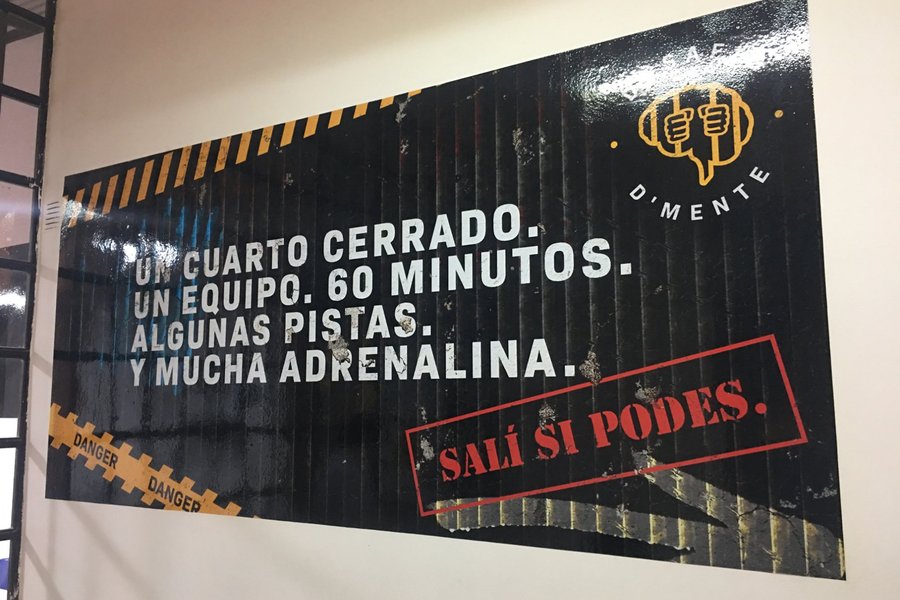 D'MENTE
UN CUARTO CERRADO.
UN EQUIPO. 60 MINUTOS.
ALGUNAS PISTAS.
Y MUCHA ADRENALINA.
SALÍ SI PODES.
DANGER
DANGER